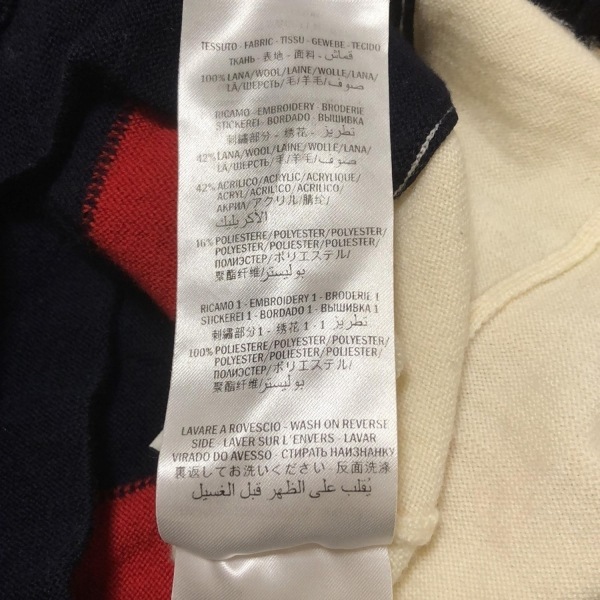 TESSUTO - FABRIC - TISSU - GEWEBE - TECIDO
ТКАНЬ - 表地 - 面料 - قماش
100% LANA/WOOL/LAINE/WOLLE/LANA/
LÃ/ШЕРСТЬ/毛/羊毛/صوف
RICAMO - EMBROIDERY - BRODERIE
STICKEREI - BORDADO - ВЫШИВКА
刺繍部分 - 绣花 - تطريز
42% LANA/WOOL/LAINE/WOLLE/LANA/
LÃ/ШЕРСТЬ/毛/羊毛/صوف
42% ACRILICO/ACRYLIC/ACRYLIQUE/
ACRYL/ACRILICO/ACRÍLICO/
АКРИЛ/アクリル/腈纶/
الأكريليك
16% POLIESTERE/POLYESTER/POLYESTER/
POLYESTER/POLIESTER/POLIÉSTER/
ПОЛИЭСТЕР/ポリエステル/
聚酯纤维/بوليستر
RICAMO 1 - EMBROIDERY 1 - BRODERIE 1
STICKEREI 1 - BORDADO 1 - ВЫШИВКА 1
刺繍部分1 - 绣花 1 - تطريز 1
100% POLIESTERE/POLYESTER/POLYESTER/
POLYESTER/POLIESTER/POLIÉSTER/
ПОЛИЭСТЕР/ポリエステル/
聚酯纤维/بوليستر
LAVARE A ROVESCIO - WASH ON REVERSE
SIDE - LAVER SUR L'ENVERS - LAVAR
VIRADO DO AVESSO - СТИРАТЬ НАИЗНАНКУ
裏返してお洗いください - 反面洗涤
يُقلب على الظهر قبل الغسيل